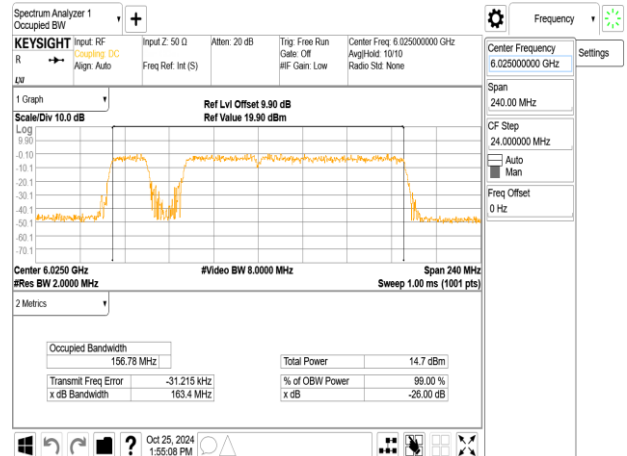 Spectrum Analyzer 1
Occupied BW
Frequency
KEYSIGHT
R
LXI
Input: RF
Coupling: DC
Align: Auto
Input Z: 50 Ω
Freq Ref: Int (S)
Atten: 20 dB
Trig: Free Run
Gate: Off
#IF Gain: Low
Center Freq: 6.025000000 GHz
Avg|Hold: 10/10
Radio Std: None
Center Frequency
6.025000000 GHz
Settings
Span
240.00 MHz
CF Step
24.000000 MHz
Auto
Man
Freq Offset
0 Hz
1 Graph
Scale/Div 10.0 dB
Ref Lvl Offset 9.90 dB
Ref Value 19.90 dBm
Log
9.90
-0.10
-10.1
-20.1
-30.1
-40.1
-50.1
-60.1
-70.1
Center 6.0250 GHz
#Video BW 8.0000 MHz
Span 240 MHz
#Res BW 2.0000 MHz
Sweep 1.00 ms (1001 pts)
2 Metrics
Occupied Bandwidth
156.78 MHz
Total Power 14.7 dBm
Transmit Freq Error -31.215 kHz
% of OBW Power 99.00 %
x dB Bandwidth 163.4 MHz
x dB -26.00 dB
?
Oct 25, 2024
1:55:08 PM